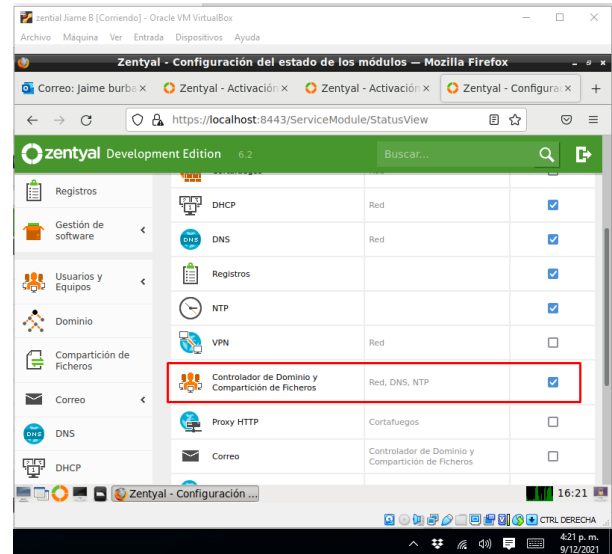 zential Jiame B [Corriendo] - Oracle VM VirtualBox
Archivo Máquina Ver Entrada Dispositivos Ayuda
Zentyal - Configuración del estado de los módulos — Mozilla Firefox
Correo: Jaime burba
Zentyal - Activación
Zentyal - Activación
Zentyal - Configurac
https://localhost:8443/ServiceModule/StatusView
zentyal Development Edition 6.2
Buscar...
Registros
Gestión de
software
Usuarios y
Equipos
Dominio
Compartición de
Ficheros
Correo
DNS
DHCP
DHCP Red
DNS Red
Registros
NTP
VPN Red
Controlador de Dominio y
Compartición de Ficheros
Red, DNS, NTP
Proxy HTTP Cortafuegos
Correo
Controlador de Dominio y
Compartición de Ficheros
Zentyal - Configuración ...
16:21
CTRL DERECHA
4:21 p. m.
9/12/2021